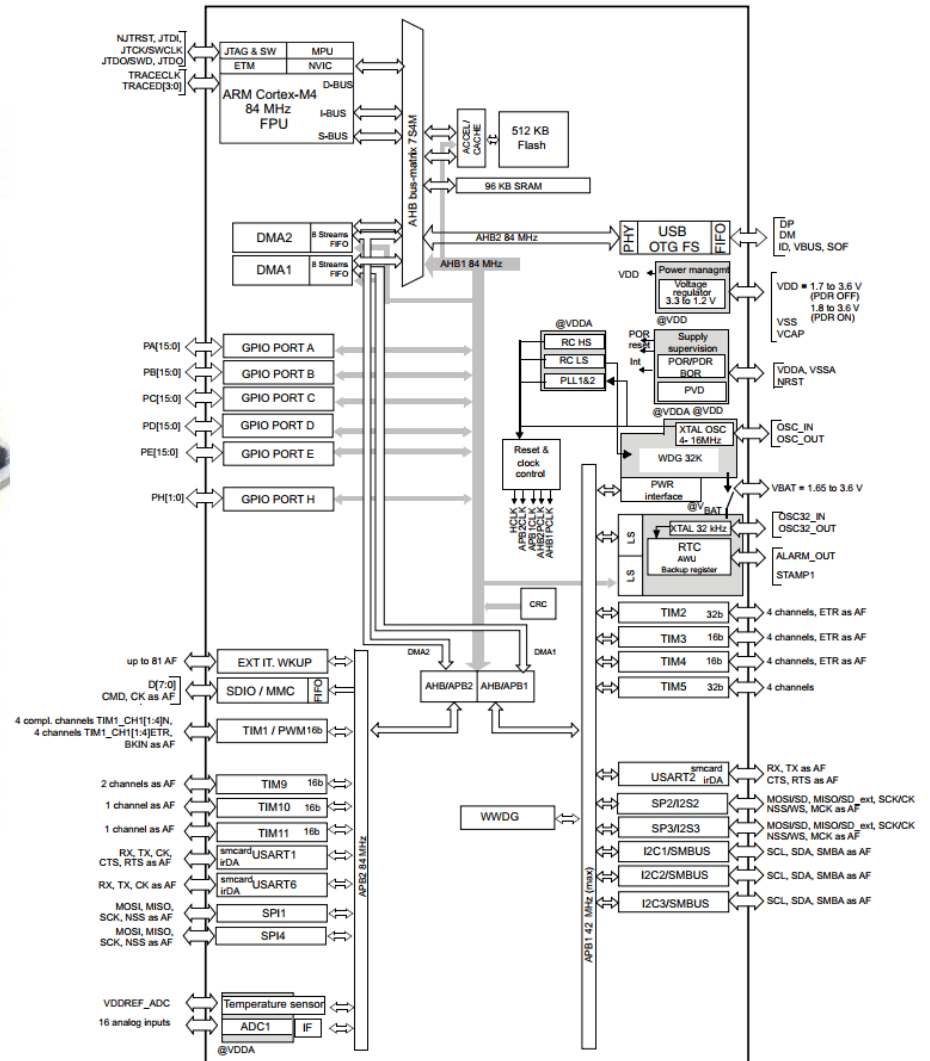 NJTRST, JTDI,
JTCK/SWCLK
JTDO/SWD, JTDO
TRACECLK
TRACED[3:0]
JTAG & SW
MPU
ETM
NVIC
D-BUS
ARM Cortex-M4
84 MHz
FPU
I-BUS
S-BUS
AHB bus-matrix 7S4M
ACCEL/
CACHE
512 KB
Flash
96 KB SRAM
DMA2
8 Streams
FIFO
DMA1
8 Streams
FIFO
AHB2 84 MHz
AHB1 84 MHz
PHY
USB
OTG FS
FIFO
DP
DM
ID, VBUS, SOF
VDD
Power managmt
Voltage
regulator
3.3 to 1.2 V
@VDD
VDD = 1.7 to 3.6 V
(PDR OFF)
1.8 to 3.6 V
(PDR ON)
VSS
VCAP
@VDDA
RC HS
RC LS
PLL1&2
POR
reset
Int
Supply
supervision
POR/PDR
BOR
PVD
@VDDA @VDD
VDDA, VSSA
NRST
PA[15:0]
GPIO PORT A
PB[15:0]
GPIO PORT B
PC[15:0]
GPIO PORT C
PD[15:0]
GPIO PORT D
PE[15:0]
GPIO PORT E
PH[1:0]
GPIO PORT H
XTAL OSC
4- 16MHz
WDG 32K
OSC_IN
OSC_OUT
Reset &
clock
control
HCLK
APB2CLK
APB1CLK
AHB2PCLK
AHB1PCLK
PWR
interface
VBAT = 1.65 to 3.6 V
@VBAT
LS
LS
XTAL 32 kHz
RTC
AWU
Backup register
OSC32_IN
OSC32_OUT
ALARM_OUT
STAMP1
CRC
TIM2 32b
4 channels, ETR as AF
TIM3 16b
4 channels, ETR as AF
TIM4 16b
4 channels, ETR as AF
TIM5 32b
4 channels
DMA2
DMA1
AHB/APB2
AHB/APB1
up to 81 AF
EXT IT. WKUP
D[7:0]
CMD, CK as AF
SDIO / MMC
FIFO
4 compl. channels TIM1_CH1[1:4]N,
4 channels TIM1_CH1[1:4]ETR,
BKIN as AF
TIM1 / PWM 16b
2 channels as AF
TIM9 16b
1 channel as AF
TIM10 16b
1 channel as AF
TIM11 16b
RX, TX, CK,
CTS, RTS as AF
smcard
irDA USART1
RX, TX, CK as AF
smcard
irDA USART6
MOSI, MISO,
SCK, NSS as AF
SPI1
MOSI, MISO,
SCK, NSS as AF
SPI4
APB2 84 MHz
WWDG
APB1 42 MHz (max)
smcard
USART2 irDA
RX, TX as AF
CTS, RTS as AF
SP2/I2S2
MOSI/SD, MISO/SD_ext, SCK/CK
NSS/WS, MCK as AF
SP3/I2S3
MOSI/SD, MISO/SD_ext, SCK/CK
NSS/WS, MCK as AF
I2C1/SMBUS
SCL, SDA, SMBA as AF
I2C2/SMBUS
SCL, SDA, SMBA as AF
I2C3/SMBUS
SCL, SDA, SMBA as AF
VDDREF_ADC
Temperature sensor
16 analog inputs
ADC1
IF
@VDDA